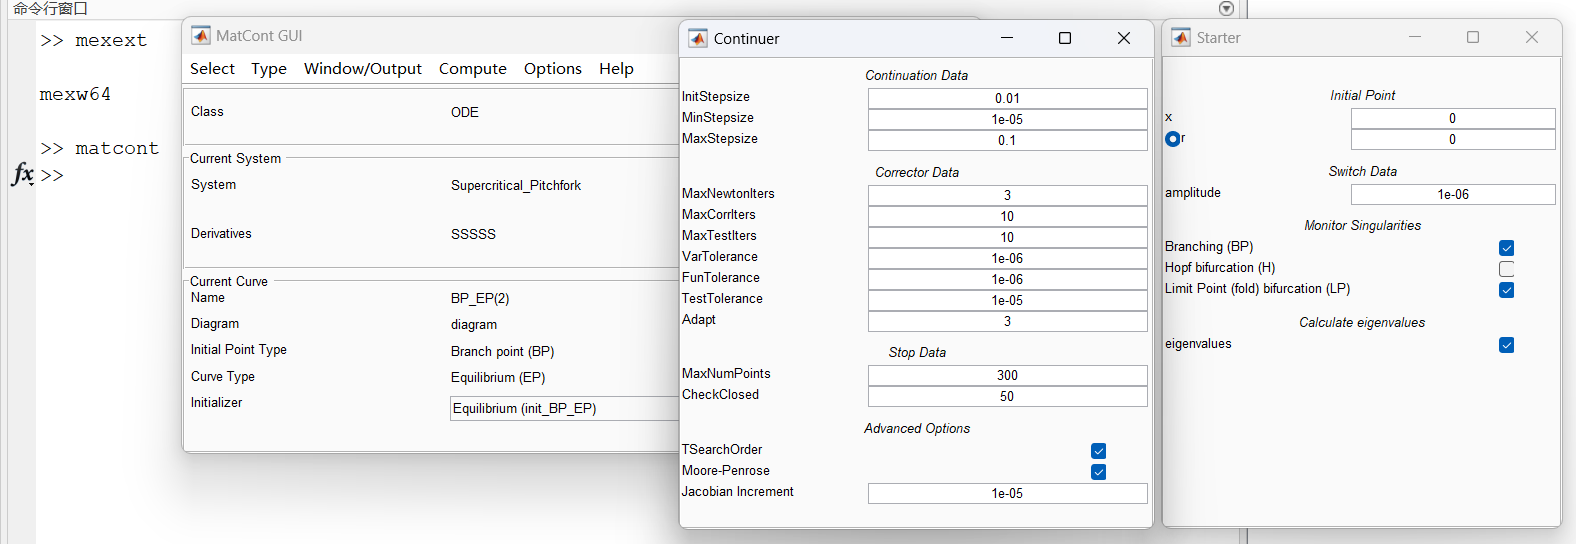 命令行窗口
>> mexext
mexw64
>> matcont
fx >>
MatCont GUI
Select Type Window/Output Compute Options Help
Class ODE
Current System
System Supercritical_Pitchfork
Derivatives SSSSS
Current Curve
Name BP_EP(2)
Diagram diagram
Initial Point Type Branch point (BP)
Curve Type Equilibrium (EP)
Initializer Equilibrium (init_BP_EP)
Continuer
Continuation Data
InitStepsize 0.01
MinStepsize 1e-05
MaxStepsize 0.1
Corrector Data
MaxNewtonIters 3
MaxCorrIters 10
MaxTestIters 10
VarTolerance 1e-06
FunTolerance 1e-06
TestTolerance 1e-05
Adapt 3
Stop Data
MaxNumPoints 300
CheckClosed 50
Advanced Options
TSearchOrder
Moore-Penrose
Jacobian Increment 1e-05
Starter
Initial Point
x 0
r 0
Switch Data
amplitude 1e-06
Monitor Singularities
Branching (BP)
Hopf bifurcation (H)
Limit Point (fold) bifurcation (LP)
Calculate eigenvalues
eigenvalues